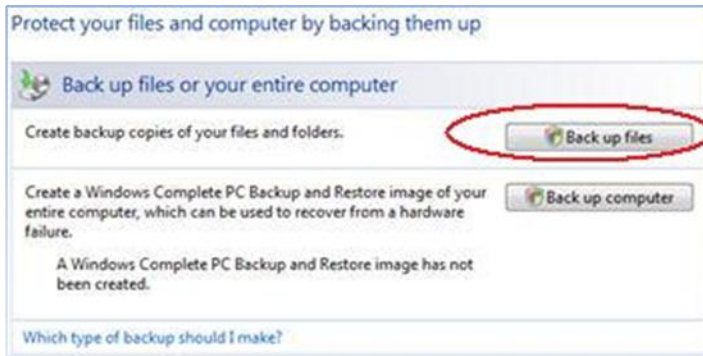 Protect your files and computer by backing them up
Back up files or your entire computer
Create backup copies of your files and folders.
Back up files
Create a Windows Complete PC Backup and Restore image of your
entire computer, which can be used to recover from a hardware
failure.
Back up computer
A Windows Complete PC Backup and Restore image has not
been created.
Which type of backup should I make?